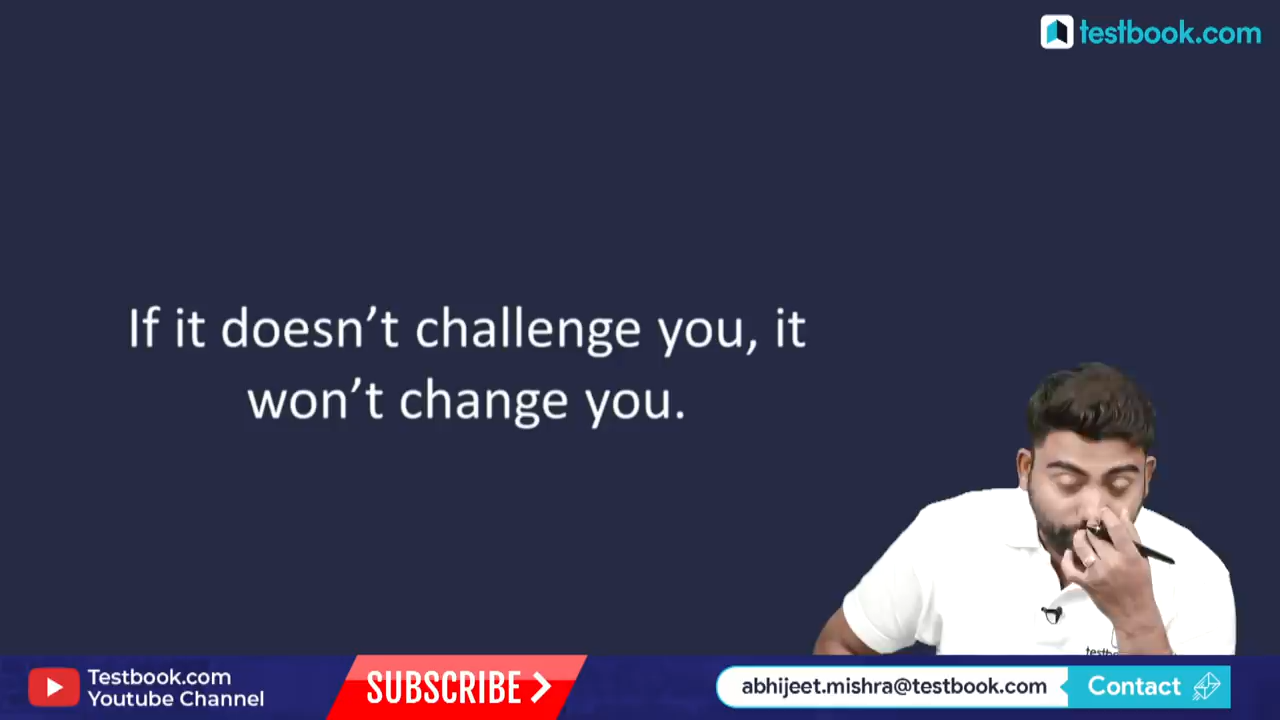 testbook.com
If it doesn’t challenge you, it
won’t change you.
Testbook.com
Youtube Channel
SUBSCRIBE
abhijeet.mishra@testbook.com
Contact